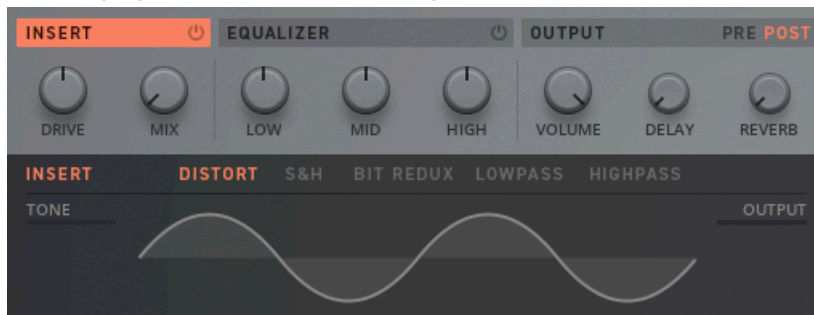 INSERT EQUALIZER OUTPUT PRE POST
DRIVE MIX LOW MID HIGH VOLUME DELAY REVERB
INSERT DISTORT S&H BIT REDUX LOWPASS HIGHPASS
TONE OUTPUT